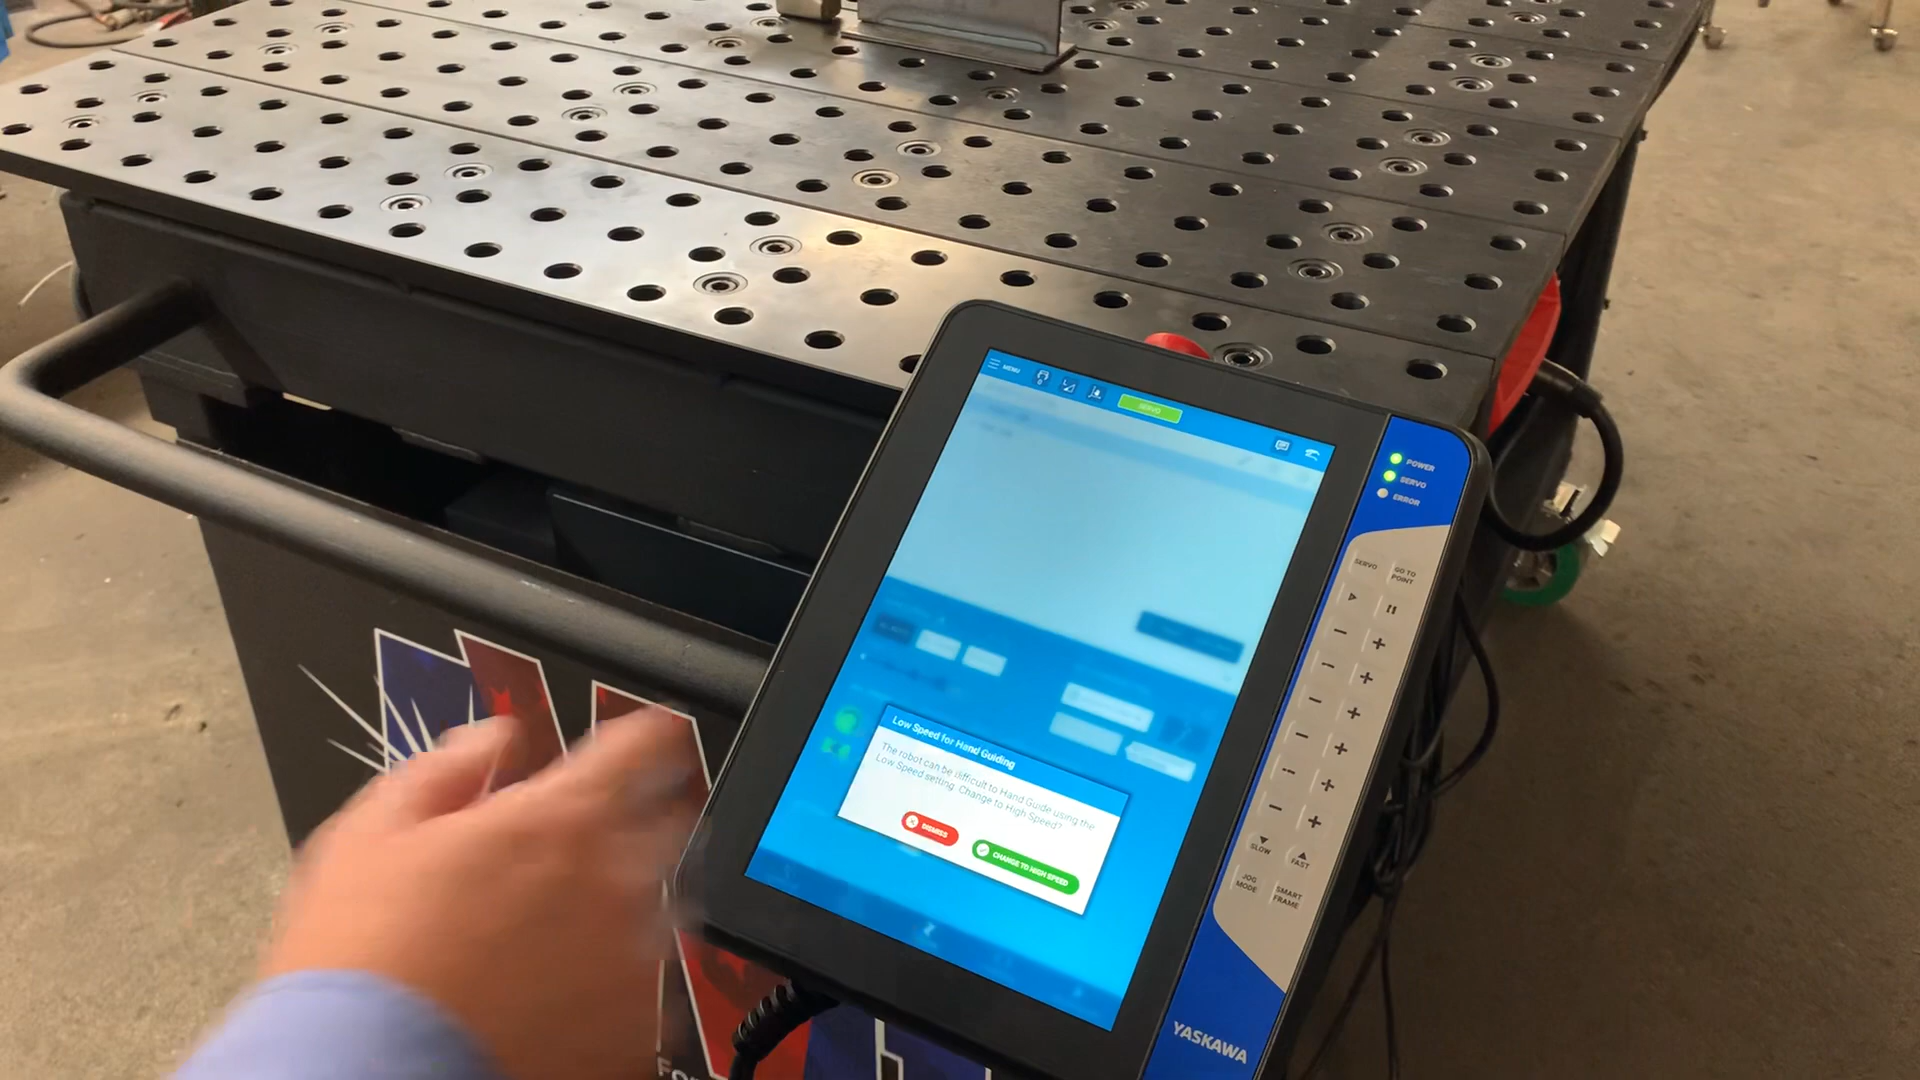 MENU
SERVO
POWER
SERVO
ERROR
SERVO
GO TO
POINT
Low Speed for Hand Guiding
The robot can be difficult to Hand Guide using the
Low Speed setting. Change to High Speed?
DISMISS
CHANGE TO HIGH SPEED
SLOW
FAST
JOG
MODE
SMART
FRAME
YASKAWA